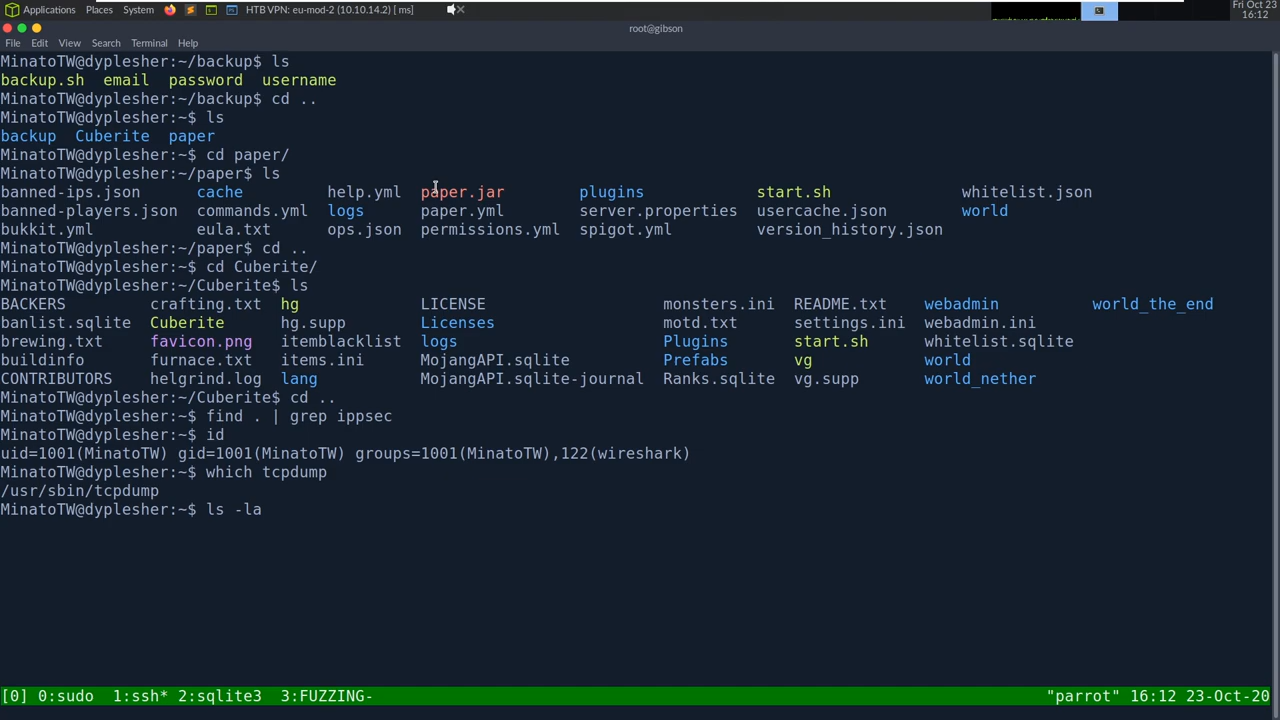 Applications Places System HTB VPN: eu-mod-2 (10.10.14.2) [ms] Fri Oct 23
16:12
root@gibson
File Edit View Search Terminal Help
MinatoTW@dyplesher:~/backup$ ls
backup.sh email password username
MinatoTW@dyplesher:~/backup$ cd ..
MinatoTW@dyplesher:~$ ls
backup Cuberite paper
MinatoTW@dyplesher:~$ cd paper/
MinatoTW@dyplesher:~/paper$ ls
banned-ips.json cache help.yml paper.jar plugins start.sh whitelist.json
banned-players.json commands.yml logs paper.yml server.properties usercache.json world
bukkit.yml eula.txt ops.json permissions.yml spigot.yml version_history.json
MinatoTW@dyplesher:~/paper$ cd ..
MinatoTW@dyplesher:~$ cd Cuberite/
MinatoTW@dyplesher:~/Cuberite$ ls
BACKERS crafting.txt hg LICENSE monsters.ini README.txt webadmin world_the_end
banlist.sqlite Cuberite hg.supp Licenses motd.txt settings.ini webadmin.ini
brewing.txt favicon.png itemblacklist logs Plugins start.sh whitelist.sqlite
buildinfo furnace.txt items.ini MojangAPI.sqlite Prefabs vg world
CONTRIBUTORS helgrind.log lang MojangAPI.sqlite-journal Ranks.sqlite vg.supp world_nether
MinatoTW@dyplesher:~/Cuberite$ cd ..
MinatoTW@dyplesher:~$ find . | grep ippsec
MinatoTW@dyplesher:~$ id
uid=1001(MinatoTW) gid=1001(MinatoTW) groups=1001(MinatoTW),122(wireshark)
MinatoTW@dyplesher:~$ which tcpdump
/usr/sbin/tcpdump
MinatoTW@dyplesher:~$ ls -la
[0] 0:sudo 1:ssh* 2:sqlite3 3:FUZZING- "parrot" 16:12 23-Oct-20